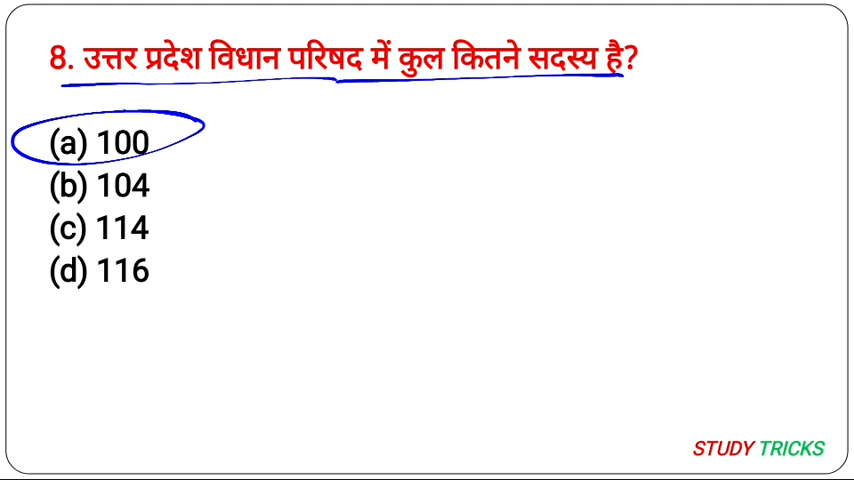 8. उत्तर प्रदेश विधान परिषद में कुल कितने सदस्य है?
(a) 100
(b) 104
(c) 114
(d) 116
STUDY TRICKS